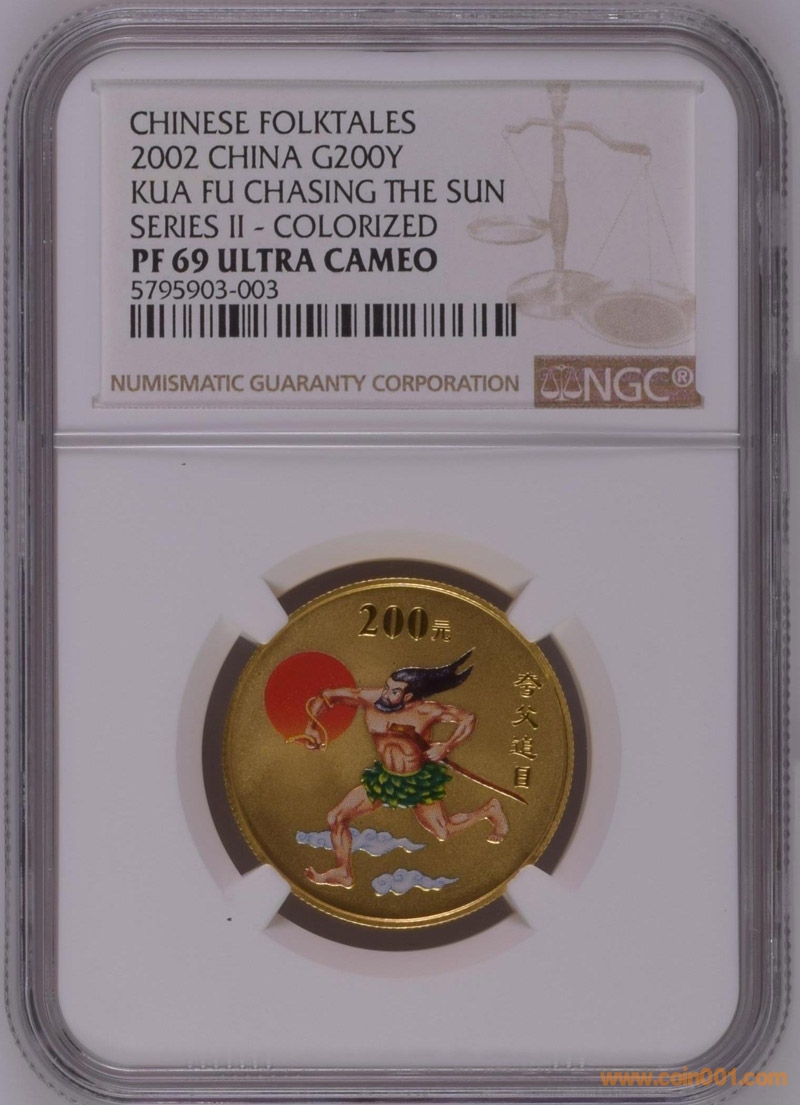 CHINESE FOLKTALES
2002 CHINA G200Y
KUA FU CHASING THE SUN
SERIES II - COLORIZED
PF 69 ULTRA CAMEO
5795903-003
NUMISMATIC GUARANTY CORPORATION
NGC®
200元
夸父追日
www.coin001.com